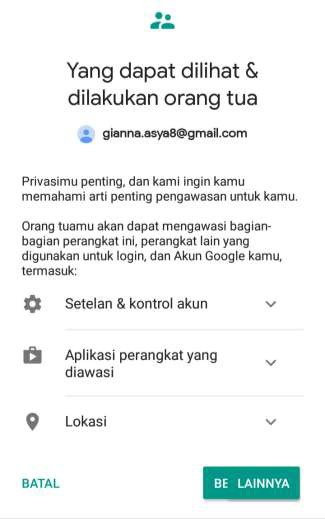 Yang dapat dilihat &
dilakukan orang tua
gianna.asya8@gmail.com
Privasimu penting, dan kami ingin kamu
memahami arti penting pengawasan untuk kamu.
Orang tuamu akan dapat mengawasi bagian-
bagian perangkat ini, perangkat lain yang
digunakan untuk login, dan Akun Google kamu,
termasuk:
Setelan & kontrol akun
Aplikasi perangkat yang
diawasi
Lokasi
BATAL
BE LAINNYA